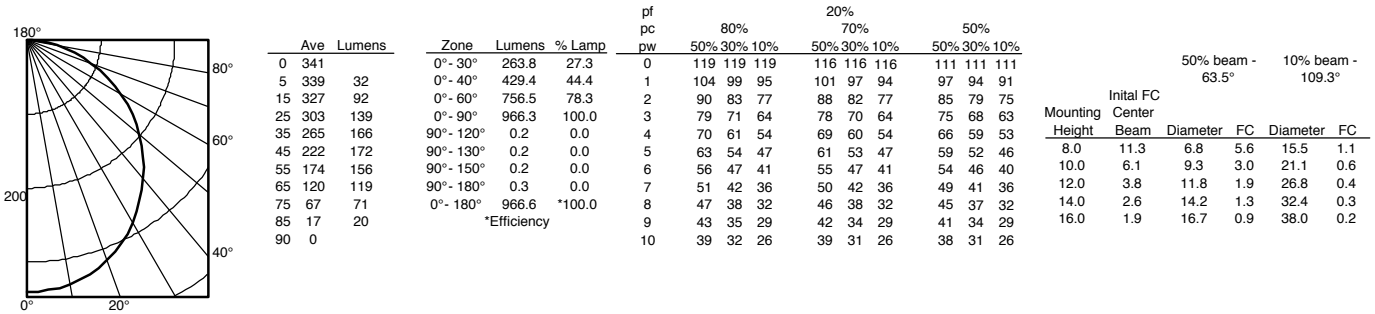 180°
80°
60°
200
40°
0° 20°
Ave Lumens
0 341
5 339 32
15 327 92
25 303 139
35 265 166
45 222 172
55 174 156
65 120 119
75 67 71
85 17 20
90 0
Zone Lumens % Lamp
0°- 30° 263.8 27.3
0°- 40° 429.4 44.4
0°- 60° 756.5 78.3
0°- 90° 966.3 100.0
90°- 120° 0.2 0.0
90°- 130° 0.2 0.0
90°- 150° 0.2 0.0
90°- 180° 0.3 0.0
0°- 180° 966.6 *100.0
*Efficiency
pf 20%
pc 80% 70% 50%
pw 50% 30% 10% 50% 30% 10% 50% 30% 10%
0 119 119 119 116 116 116 111 111 111
1 104 99 95 101 97 94 97 94 91
2 90 83 77 88 82 77 85 79 75
3 79 71 64 78 70 64 75 68 63
4 70 61 54 69 60 54 66 59 53
5 63 54 47 61 53 47 59 52 46
6 56 47 41 55 47 41 54 46 40
7 51 42 36 50 42 36 49 41 36
8 47 38 32 46 38 32 45 37 32
9 43 35 29 42 34 29 41 34 29
10 39 32 26 39 31 26 38 31 26
50% beam - 10% beam -
63.5° 109.3°
Inital FC
Mounting Center
Height Beam Diameter FC Diameter FC
8.0 11.3 6.8 5.6 15.5 1.1
10.0 6.1 9.3 3.0 21.1 0.6
12.0 3.8 11.8 1.9 26.8 0.4
14.0 2.6 14.2 1.3 32.4 0.3
16.0 1.9 16.7 0.9 38.0 0.2